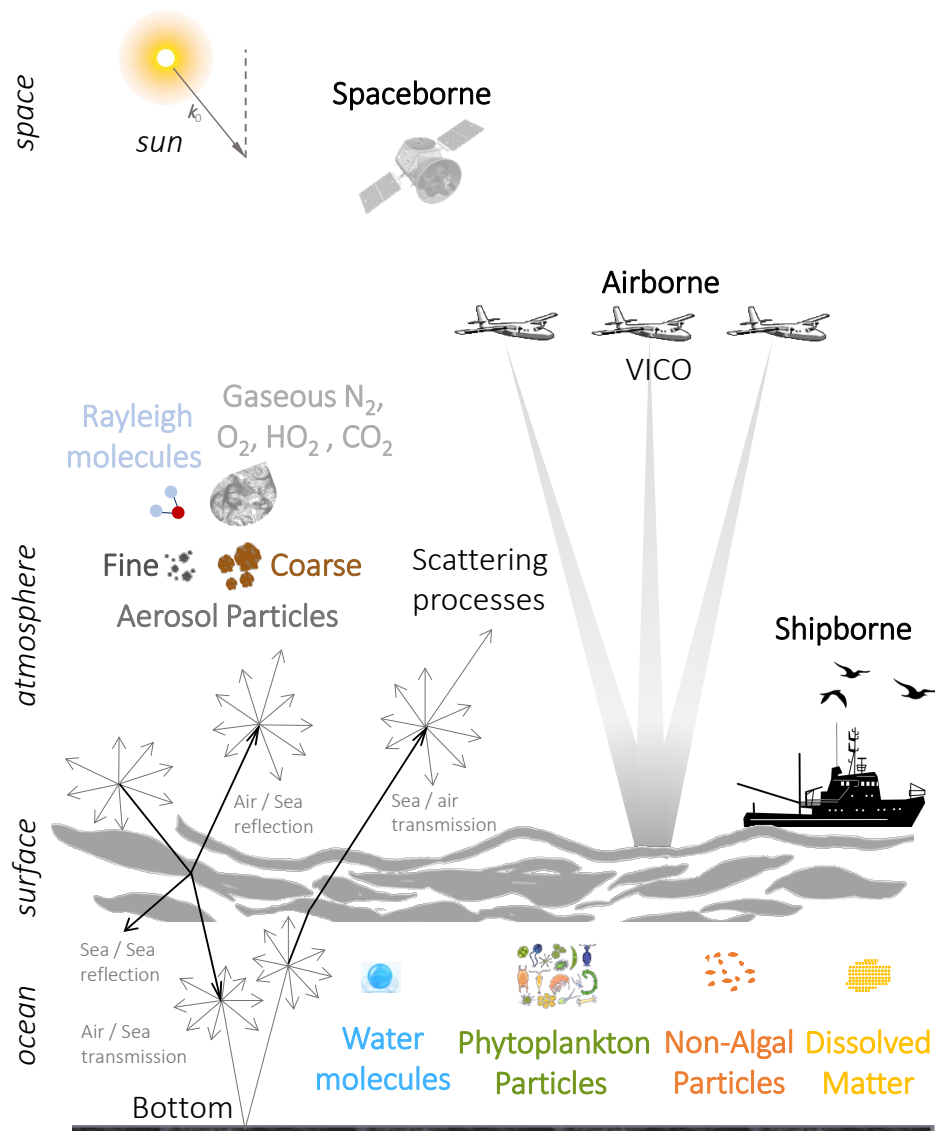 space
k0
sun
Spaceborne
Airborne
VICO
Rayleigh
molecules
Gaseous N2,
O2, HO2 , CO2
Fine
Coarse
Aerosol Particles
atmosphere
Scattering
processes
Shipborne
Air / Sea
reflection
Sea / air
transmission
surface
Sea / Sea
reflection
Air / Sea
transmission
ocean
Water
molecules
Phytoplankton
Particles
Non-Algal
Particles
Dissolved
Matter
Bottom